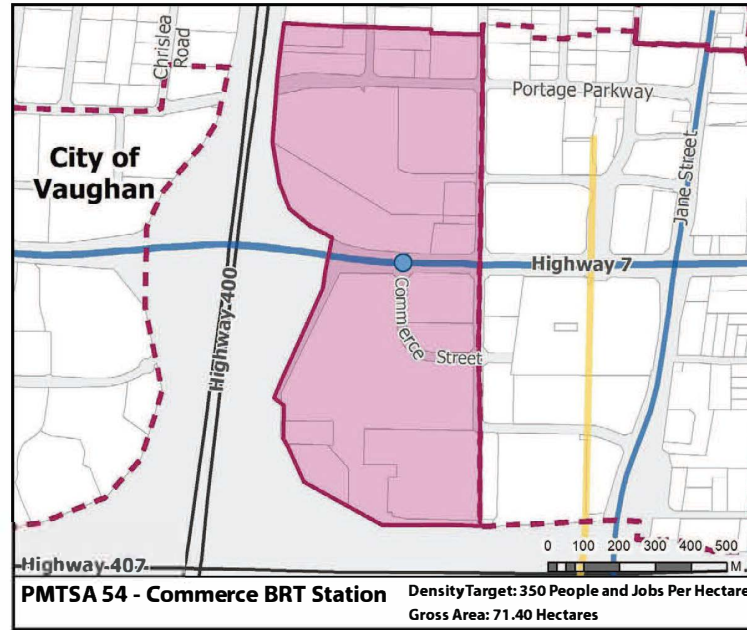 Chrislea
Road
Portage Parkway
City of
Vaughan
Jane Street
Highway 7
Highway 400
Commerce
Street
0 100 200 300 400 500
M
Highway 407
PMTSA 54 - Commerce BRT Station
Density Target: 350 People and Jobs Per Hectare
Gross Area: 71.40 Hectares